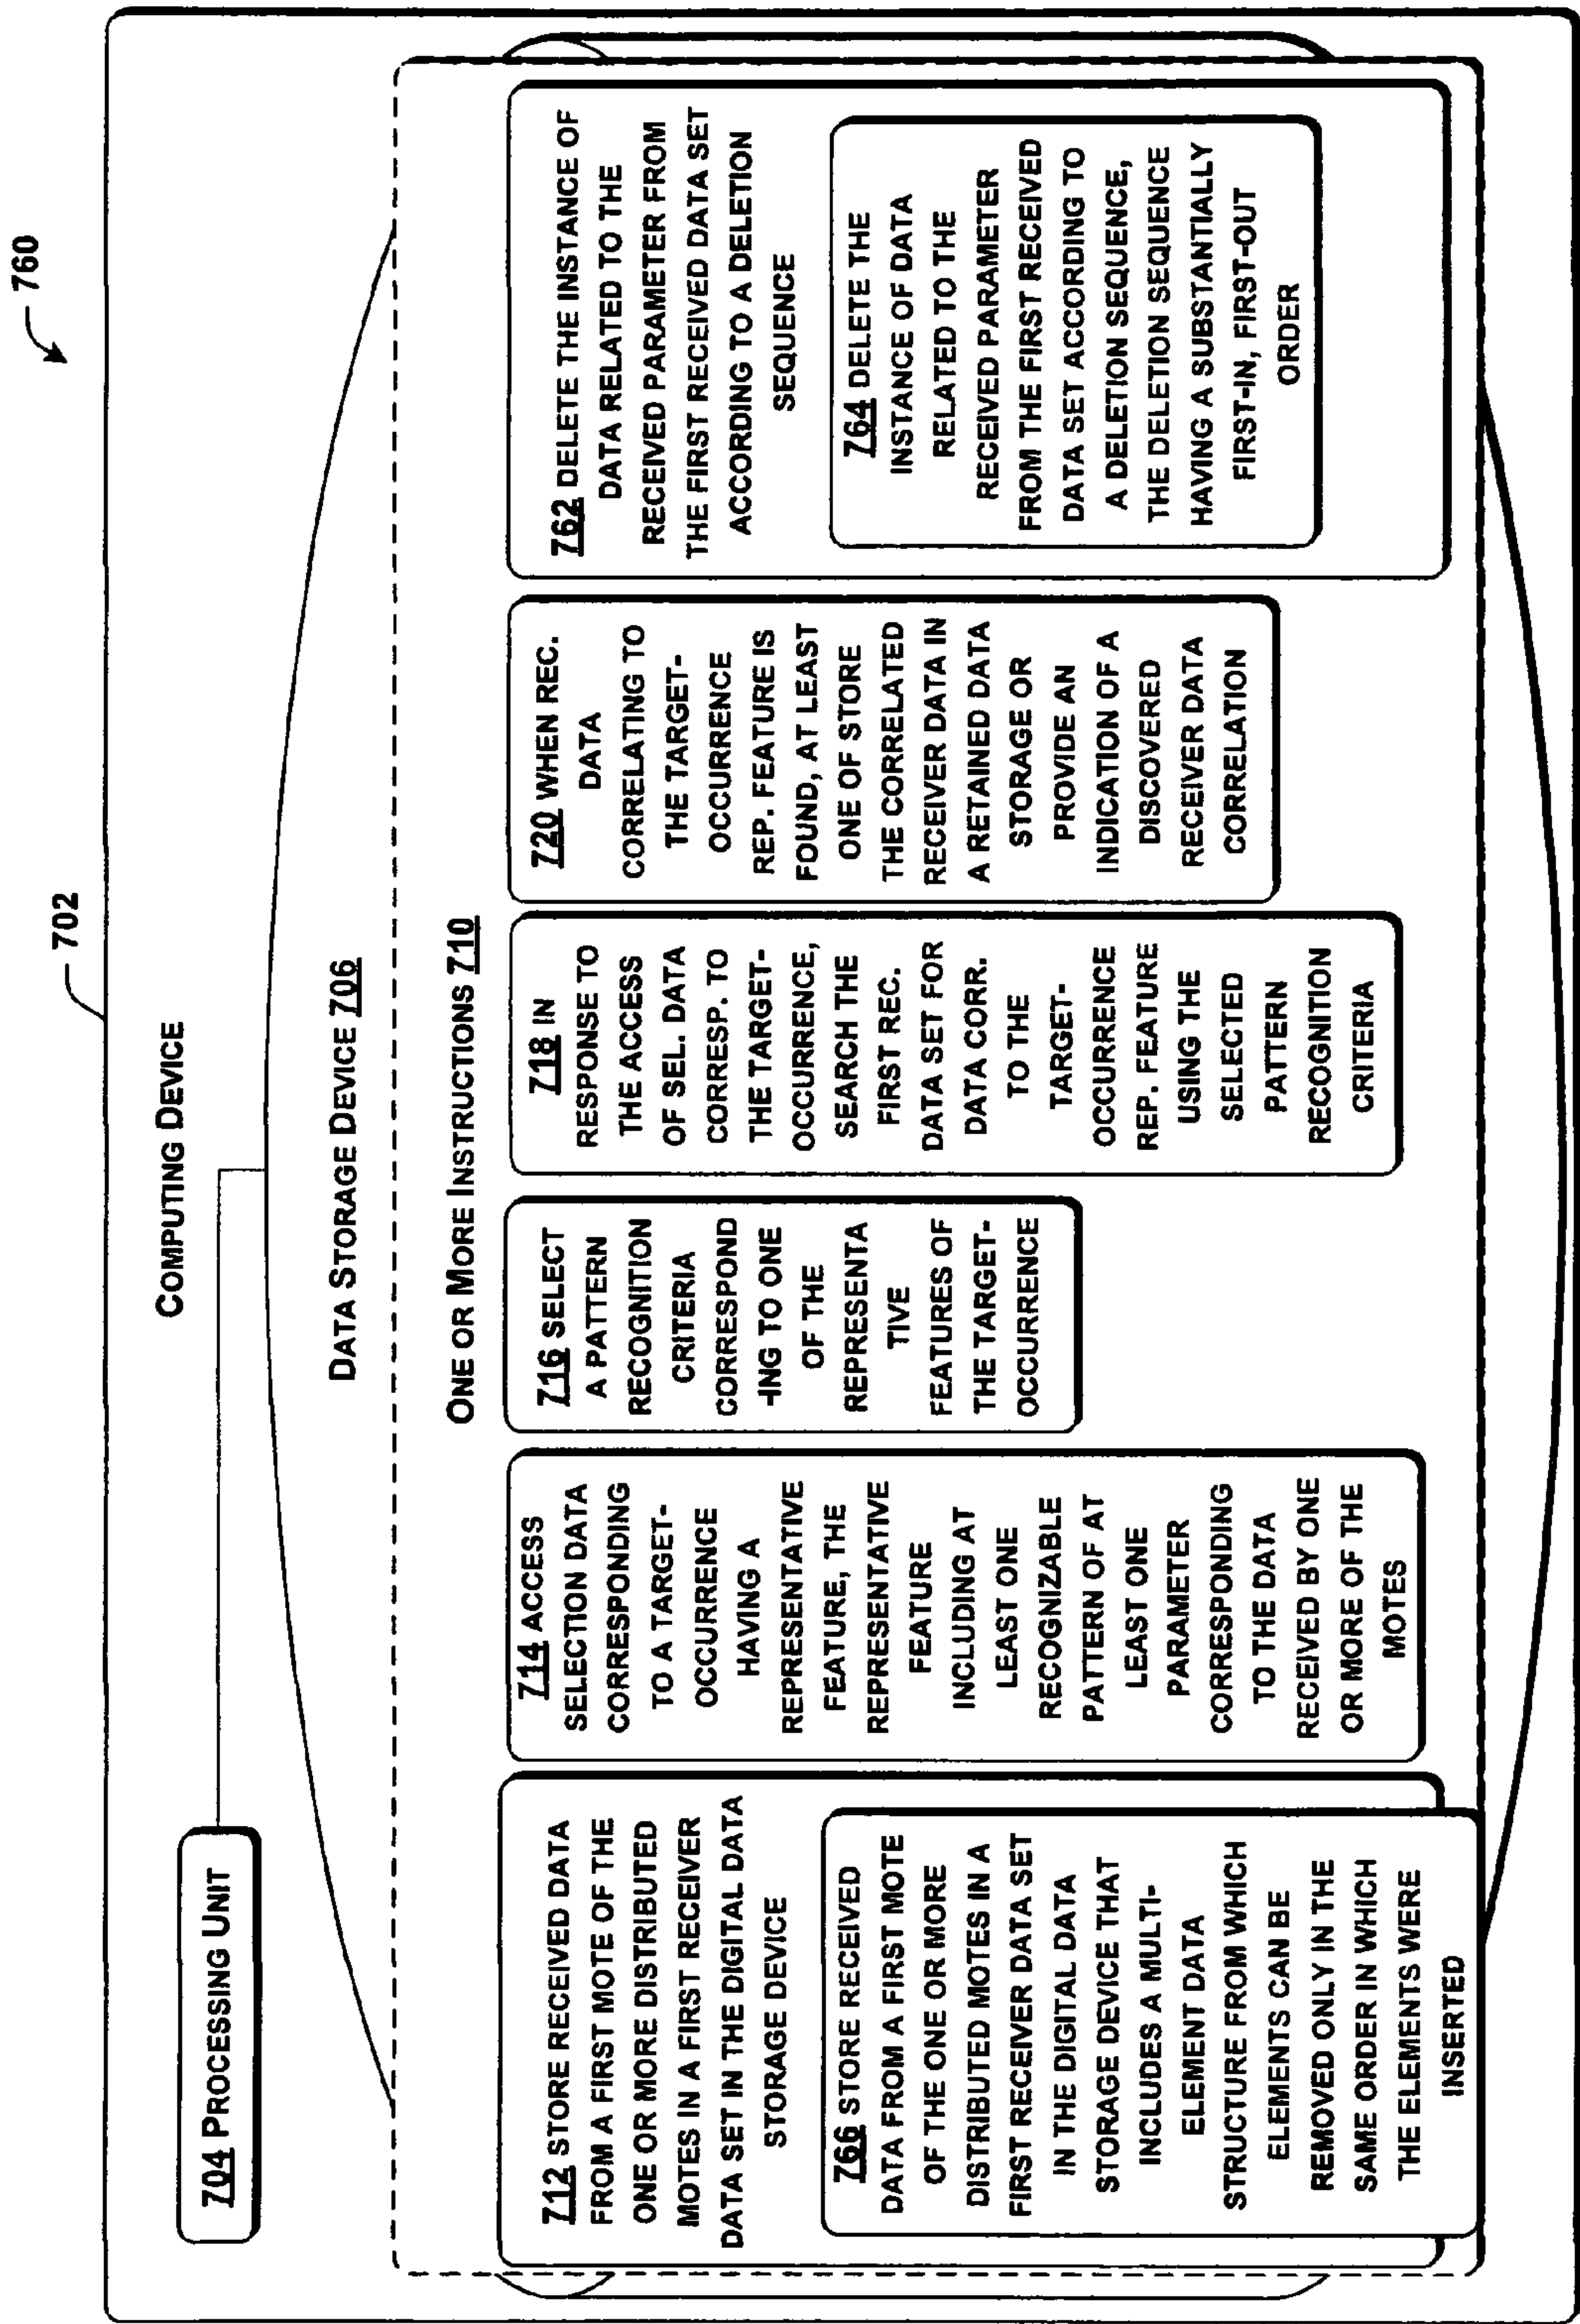 760
702
COMPUTING DEVICE
704 PROCESSING UNIT
DATA STORAGE DEVICE 706
ONE OR MORE INSTRUCTIONS 710
712 STORE RECEIVED DATA
FROM A FIRST MOTE OF THE
ONE OR MORE DISTRIBUTED
MOTES IN A FIRST RECEIVER
DATA SET IN THE DIGITAL DATA
STORAGE DEVICE
766 STORE RECEIVED
DATA FROM A FIRST MOTE
OF THE ONE OR MORE
DISTRIBUTED MOTES IN A
FIRST RECEIVER DATA SET
IN THE DIGITAL DATA
STORAGE DEVICE THAT
INCLUDES A MULTI-
ELEMENT DATA
STRUCTURE FROM WHICH
ELEMENTS CAN BE
REMOVED ONLY IN THE
SAME ORDER IN WHICH
THE ELEMENTS WERE
INSERTED
714 ACCESS
SELECTION DATA
CORRESPONDING
TO A TARGET-
OCCURRENCE
HAVING A
REPRESENTATIVE
FEATURE, THE
REPRESENTATIVE
FEATURE
INCLUDING AT
LEAST ONE
RECOGNIZABLE
PATTERN OF AT
LEAST ONE
PARAMETER
CORRESPONDING
TO THE DATA
RECEIVED BY ONE
OR MORE OF THE
MOTES
716 SELECT
A PATTERN
RECOGNITION
CRITERIA
CORRESPOND
-ING TO ONE
OF THE
REPRESENTA
TIVE
FEATURES OF
THE TARGET-
OCCURRENCE
718 IN
RESPONSE TO
THE ACCESS
OF SEL. DATA
CORRESP. TO
THE TARGET-
OCCURRENCE,
SEARCH THE
FIRST REC.
DATA SET FOR
DATA CORR.
TO THE
TARGET-
OCCURRENCE
REP. FEATURE
USING THE
SELECTED
PATTERN
RECOGNITION
CRITERIA
720 WHEN REC.
DATA
CORRELATING TO
THE TARGET-
OCCURRENCE
REP. FEATURE IS
FOUND, AT LEAST
ONE OF STORE
THE CORRELATED
RECEIVER DATA IN
A RETAINED DATA
STORAGE OR
PROVIDE AN
INDICATION OF A
DISCOVERED
RECEIVER DATA
CORRELATION
762 DELETE THE INSTANCE OF
DATA RELATED TO THE
RECEIVED PARAMETER FROM
THE FIRST RECEIVED DATA SET
ACCORDING TO A DELETION
SEQUENCE
764 DELETE THE
INSTANCE OF DATA
RELATED TO THE
RECEIVED PARAMETER
FROM THE FIRST RECEIVED
DATA SET ACCORDING TO
A DELETION SEQUENCE,
THE DELETION SEQUENCE
HAVING A SUBSTANTIALLY
FIRST-IN, FIRST-OUT
ORDER